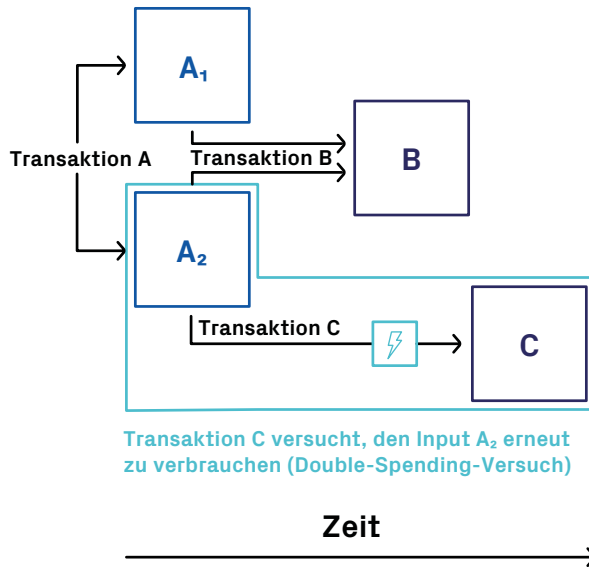 A₁
Transaktion A
Transaktion B
B
A₂
Transaktion C
C
Transaktion C versucht, den Input A₂ erneut
zu verbrauchen (Double-Spending-Versuch)
Zeit